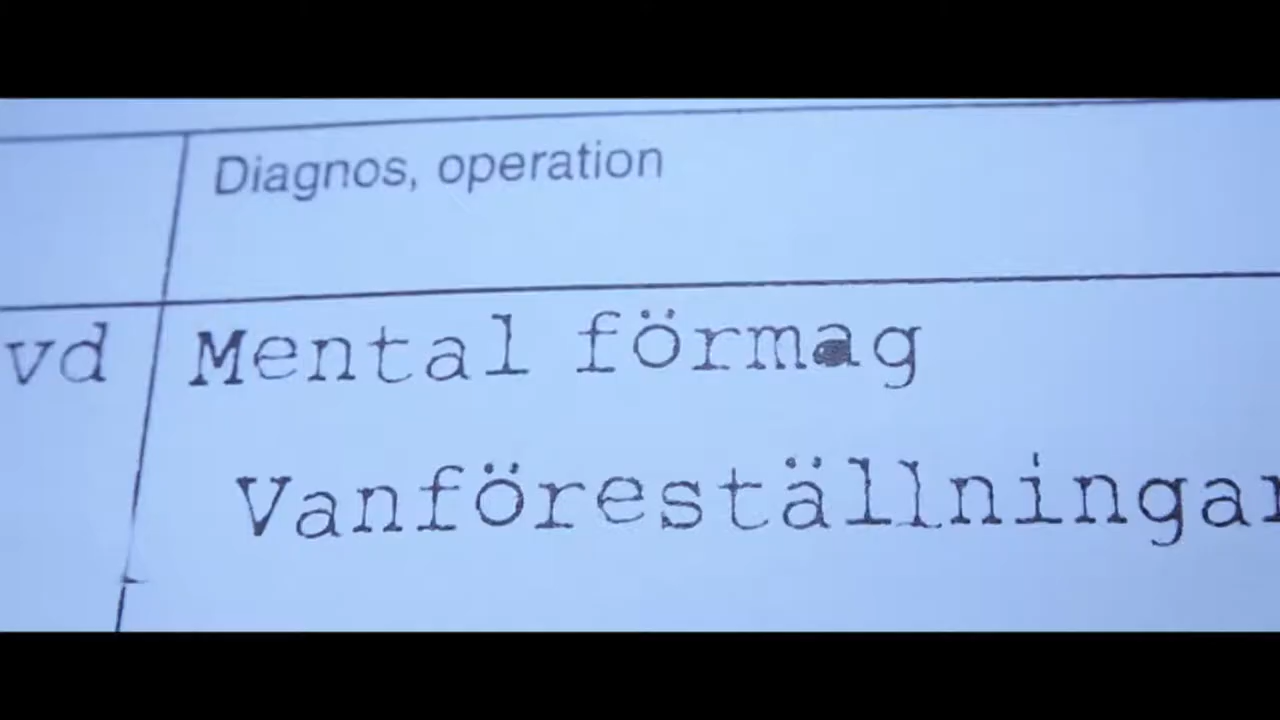 Diagnos, operation
vd Mental förmag
Vanföreställningar